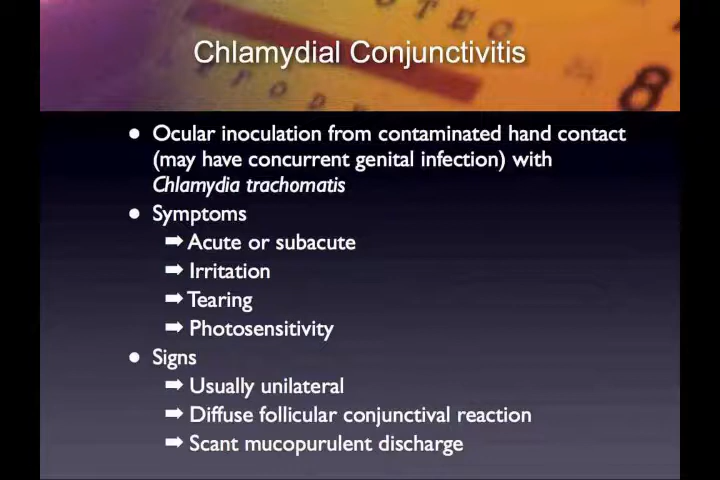 Chlamydial Conjunctivitis
● Ocular inoculation from contaminated hand contact
(may have concurrent genital infection) with
Chlamydia trachomatis
● Symptoms
➡ Acute or subacute
➡ Irritation
➡ Tearing
➡ Photosensitivity
● Signs
➡ Usually unilateral
➡ Diffuse follicular conjunctival reaction
➡ Scant mucopurulent discharge
8